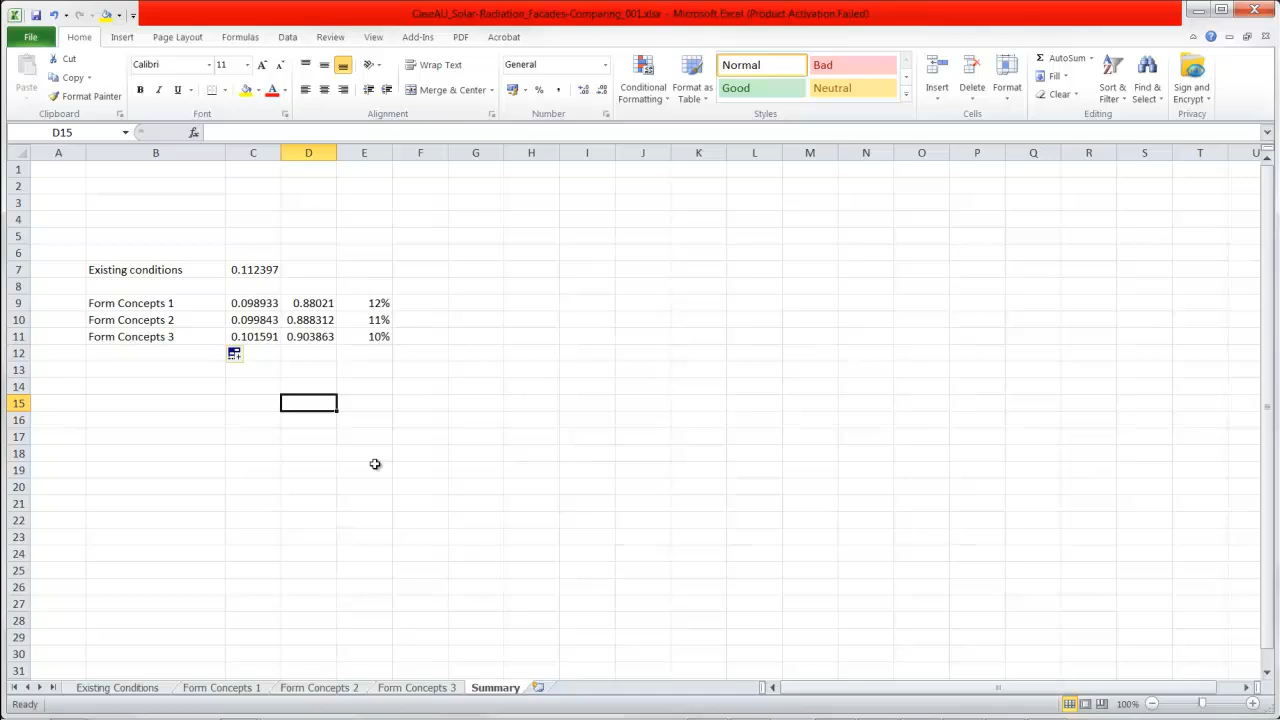 CaseAU_Solar-Radiation_Facades-Comparing_001.xlsx - Microsoft Excel (Product Activation Failed)
File Home Insert Page Layout Formulas Data Review View Add-Ins PDF Acrobat
Paste
Cut
Copy
Format Painter
Clipboard
Calibri 11
B I U
Font
Wrap Text
Merge & Center
Alignment
General
$ % ,
Number
Conditional Formatting
Format as Table
Normal Bad
Good Neutral
Styles
Insert Delete Format
Cells
AutoSum
Fill
Clear
Sort & Filter
Find & Select
Editing
Sign and Encrypt
Privacy
D15 fx
A B C D E F G H I J K L M N O P Q R S T U
1
2
3
4
5
6
7 Existing conditions 0.112397
8
9 Form Concepts 1 0.098933 0.88021 12%
10 Form Concepts 2 0.099843 0.888312 11%
11 Form Concepts 3 0.101591 0.903863 10%
12
13
14
15
16
17
18
19
20
21
22
23
24
25
26
27
28
29
30
31
Existing Conditions Form Concepts 1 Form Concepts 2 Form Concepts 3 Summary
Ready 100%